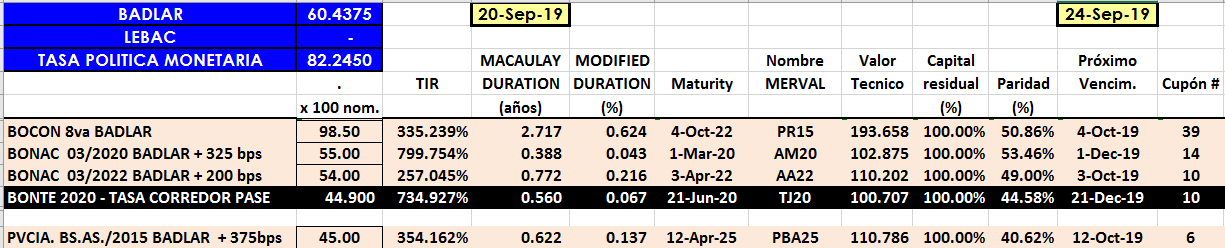 BADLAR 60.4375 20-Sep-19 24-Sep-19
LEBAC -
TASA POLITICA MONETARIA 82.2450 MACAULAY MODIFIED Nombre Valor Capital Próximo
. TIR DURATION DURATION Maturity MERVAL Tecnico residual Paridad Vencim. Cupón #
x 100 nom. (años) (%) (%) (%)
BOCON 8va BADLAR 98.50 335.239% 2.717 0.624 4-Oct-22 PR15 193.658 100.00% 50.86% 4-Oct-19 39
BONAC 03/2020 BADLAR + 325 bps 55.00 799.754% 0.388 0.043 1-Mar-20 AM20 102.875 100.00% 53.46% 1-Dec-19 14
BONAC 03/2022 BADLAR + 200 bps 54.00 257.045% 0.772 0.216 3-Apr-22 AA22 110.202 100.00% 49.00% 3-Oct-19 10
BONTE 2020 - TASA CORREDOR PASE 44.900 734.927% 0.560 0.067 21-Jun-20 TJ20 100.707 100.00% 44.58% 21-Dec-19 10
PVCIA. BS.AS./2015 BADLAR + 375bps 45.00 354.162% 0.622 0.137 12-Apr-25 PBA25 110.786 100.00% 40.62% 12-Oct-19 6